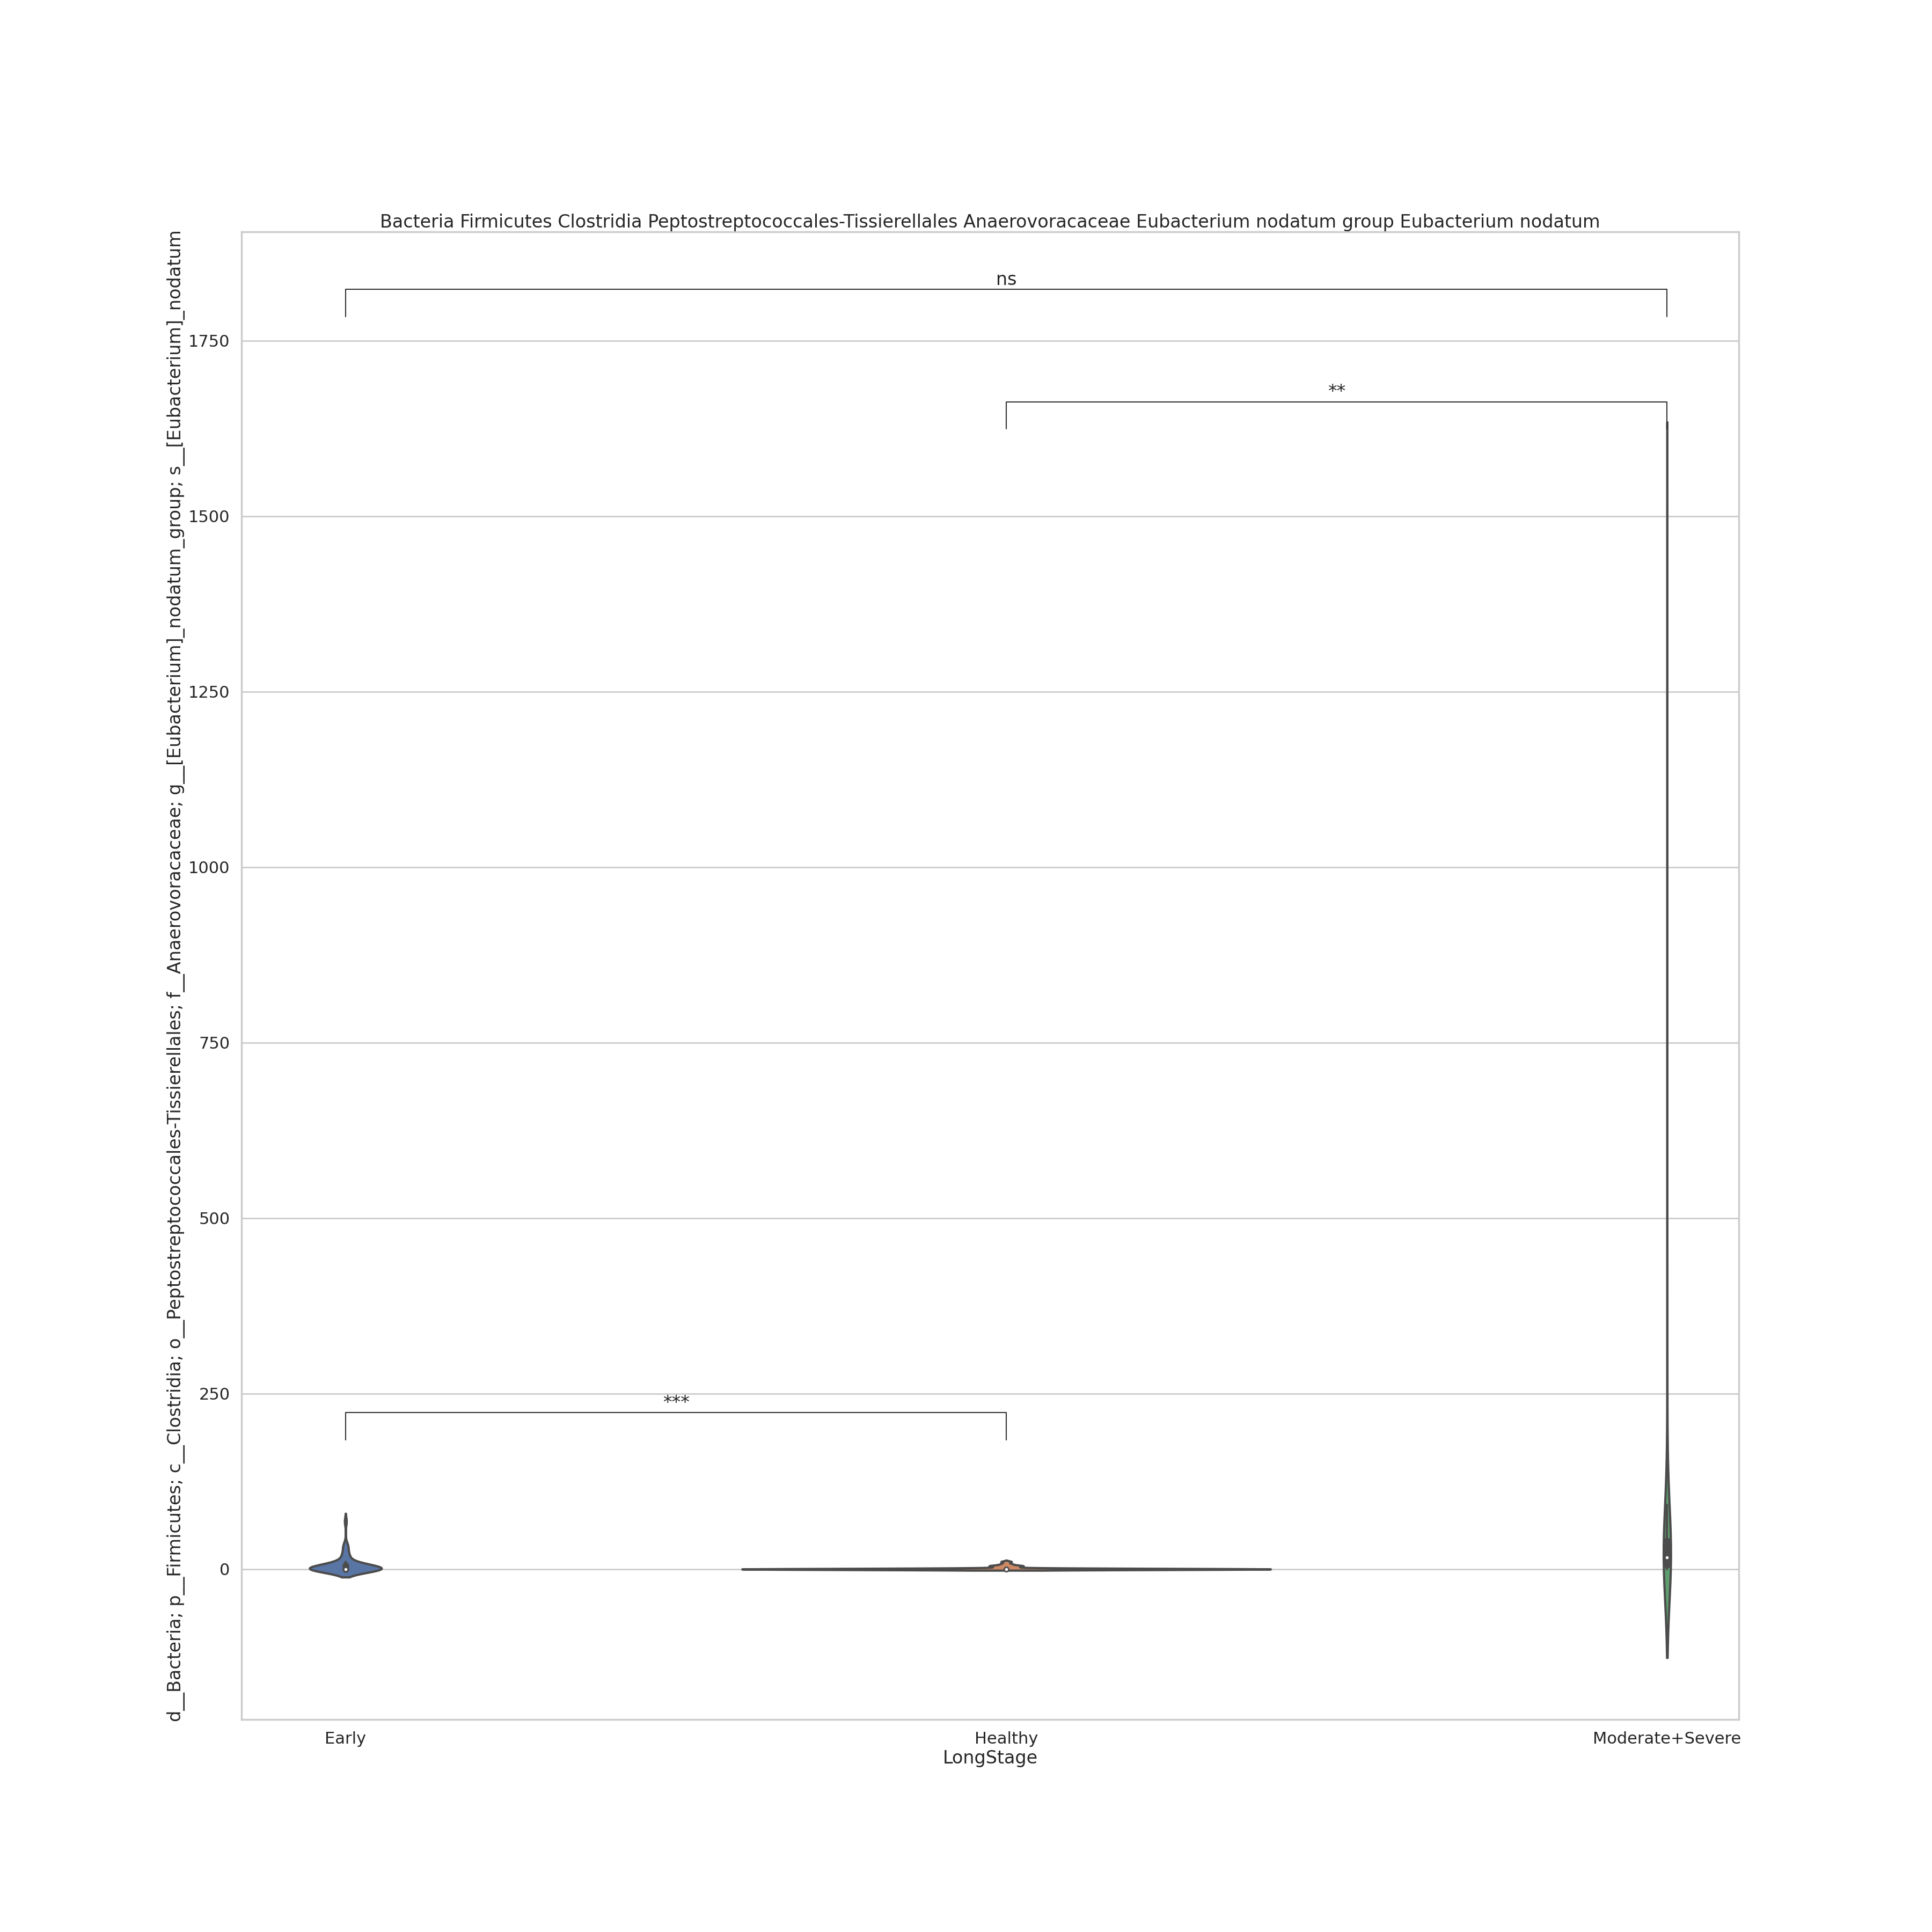 Bacteria Firmicutes Clostridia Peptostreptococcales-Tissierellales Anaerovoracaceae Eubacterium nodatum group Eubacterium nodatum
d__Bacteria; p__Firmicutes; c__Clostridia; o__Peptostreptococcales-Tissierellales; f__Anaerovoracaceae; g__[Eubacterium]_nodatum_group; s__[Eubacterium]_nodatum
ns
1750
**
1500
1250
1000
750
500
250
***
0
Early
Healthy
Moderate+Severe
LongStage